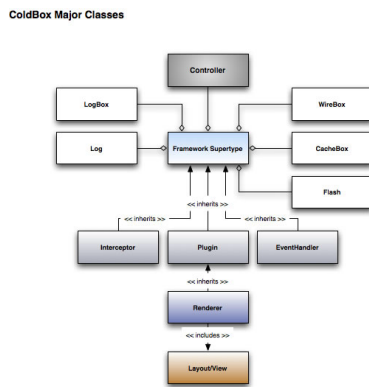 ColdBox Major Classes
Controller
LogBox
WireBox
Log
Framework Supertype
CacheBox
Flash
<< inherits >>
<< inherits >>
<< inherits >>
Interceptor
Plugin
EventHandler
<< inherits >>
Renderer
<< includes >>
Layout/View